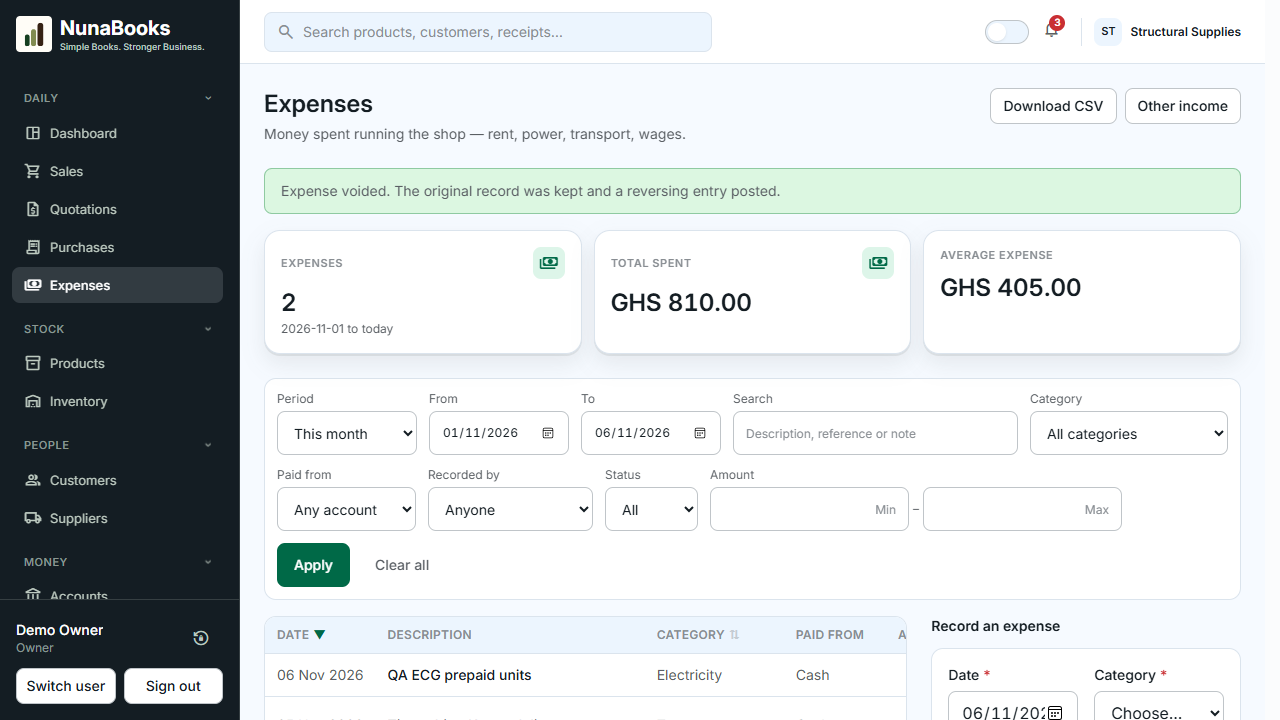 NunaBooks
Simple Books. Stronger Business.
DAILY
Dashboard
Sales
Quotations
Purchases
Expenses
STOCK
Products
Inventory
PEOPLE
Customers
Suppliers
MONEY
Accounts
Demo Owner
Owner
Switch user
Sign out
Search products, customers, receipts...
3
ST
Structural Supplies
Expenses
Money spent running the shop — rent, power, transport, wages.
Download CSV
Other income
Expense voided. The original record was kept and a reversing entry posted.
EXPENSES
2
2026-11-01 to today
TOTAL SPENT
GHS 810.00
AVERAGE EXPENSE
GHS 405.00
Period
From
To
Search
Category
This month
01/11/2026
06/11/2026
Description, reference or note
All categories
Paid from
Recorded by
Status
Amount
Any account
Anyone
All
Min
–
Max
Apply
Clear all
DATE ▼
DESCRIPTION
CATEGORY
PAID FROM
A
06 Nov 2026
QA ECG prepaid units
Electricity
Cash
Record an expense
Date *
Category *
06/11/202
Choose...